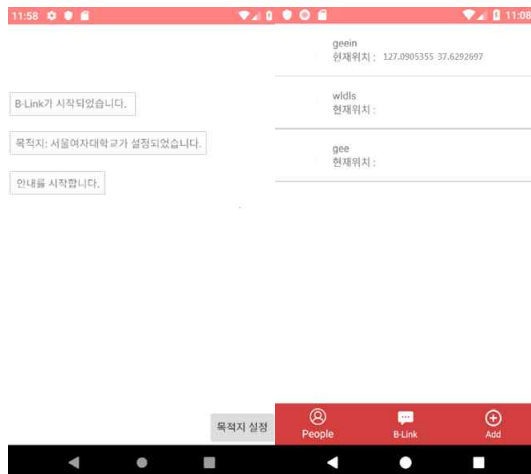 11:58
B-Link가 시작되었습니다.
목적지: 서울여자대학교가 설정되었습니다.
안내를 시작합니다.
목적지 설정
11:08
geein
현재위치 : 127.0905355 37.6292697
wldls
현재위치 :
gee
현재위치 :
People
B-Link
Add